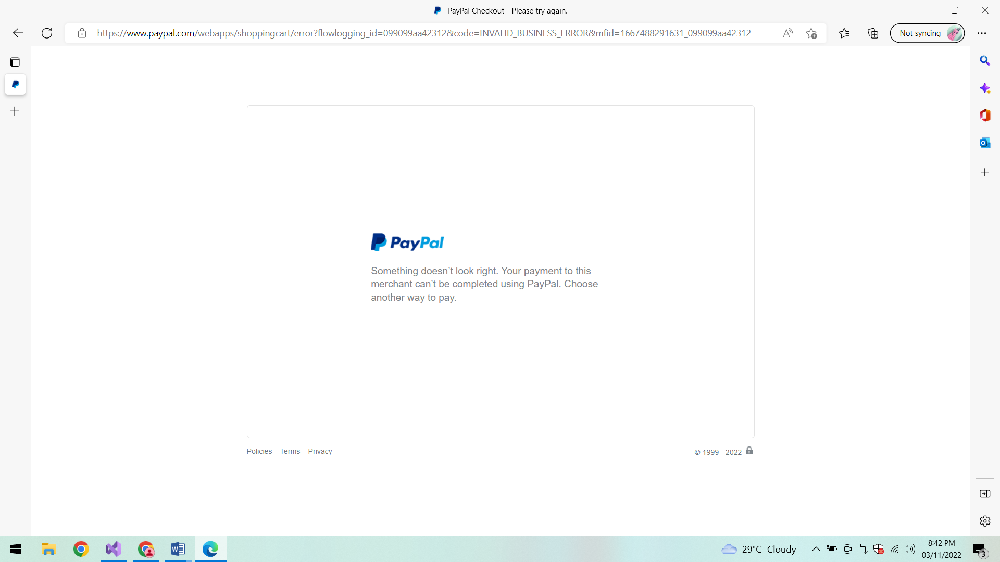 PayPal Checkout - Please try again.
https://www.paypal.com/webapps/shoppingcart/error?flowlogging_id=099099aa42312&code=INVALID_BUSINESS_ERROR&mfid=1667488291631_099099aa42312
Not syncing
PayPal
Something doesn’t look right. Your payment to this
merchant can’t be completed using PayPal. Choose
another way to pay.
Policies Terms Privacy
© 1999 - 2022
29°C Cloudy
8:42 PM
03/11/2022
3